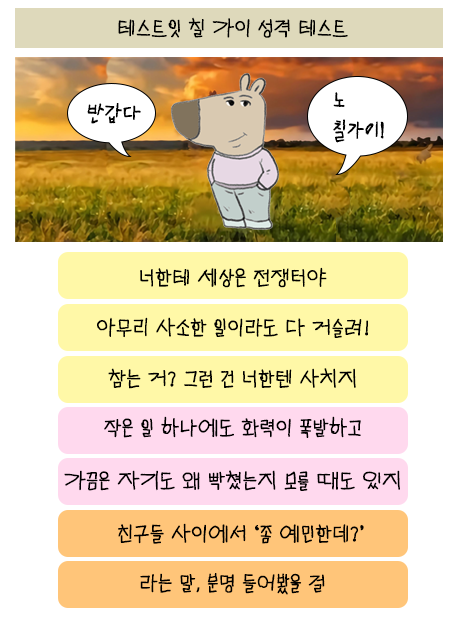 테스트잇 칠 가이 성격 테스트
반갑다
노
칠가이!
너한테 세상은 전쟁터야
아무리 사소한 일이라도 다 거슬려!
참는 거? 그런 건 너한텐 사치지
작은 일 하나에도 화력이 폭발하고
가끔은 자기도 왜 빡쳤는지 모를 때도 있지
친구들 사이에서 ‘좀 예민한데?’
라는 말, 분명 들어봤을 걸